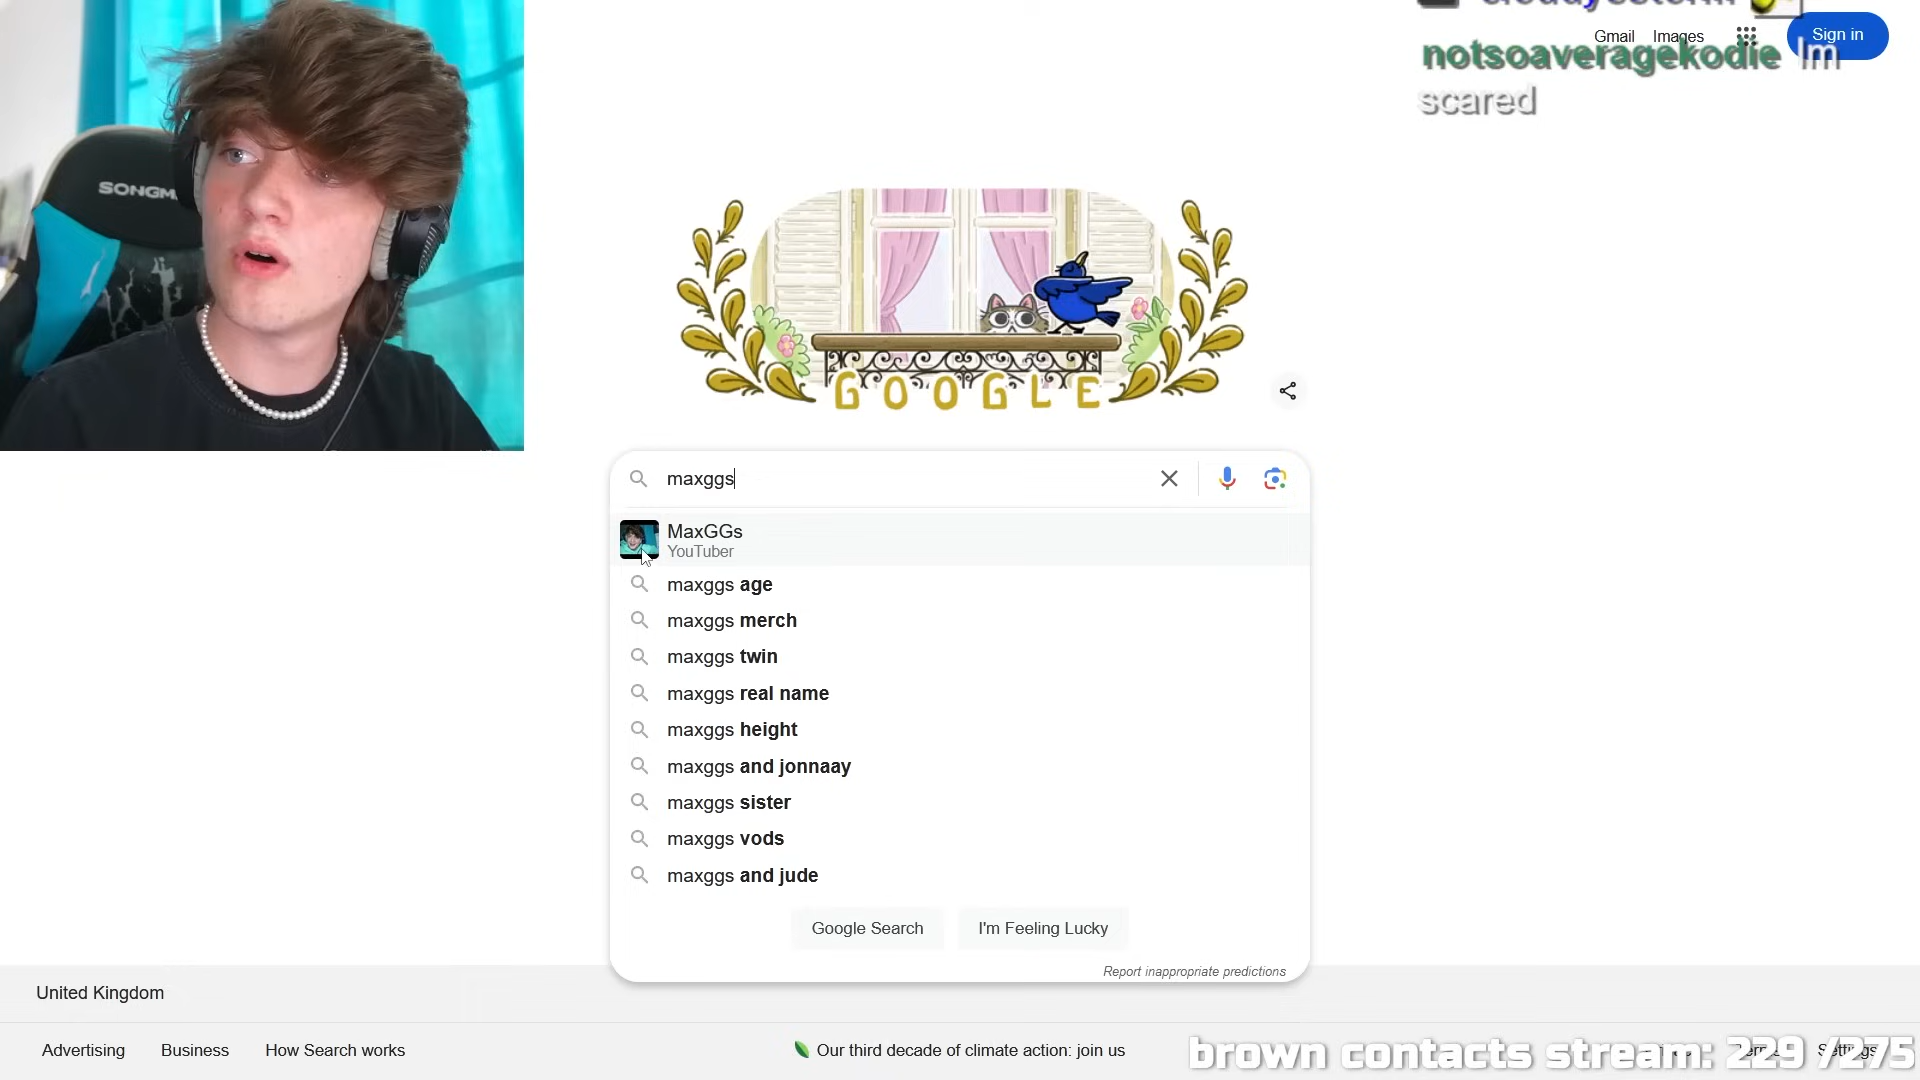 Gmail Images Sign in
notsoaveragekodie Im
scared
SONGM
GOOGLE
maxggs
MaxGGs
YouTuber
maxggs age
maxggs merch
maxggs twin
maxggs real name
maxggs height
maxggs and jonnaay
maxggs sister
maxggs vods
maxggs and jude
Google Search I'm Feeling Lucky
Report inappropriate predictions
United Kingdom
Advertising Business How Search works Our third decade of climate action: join us Settings
brown contacts stream: 229 /275